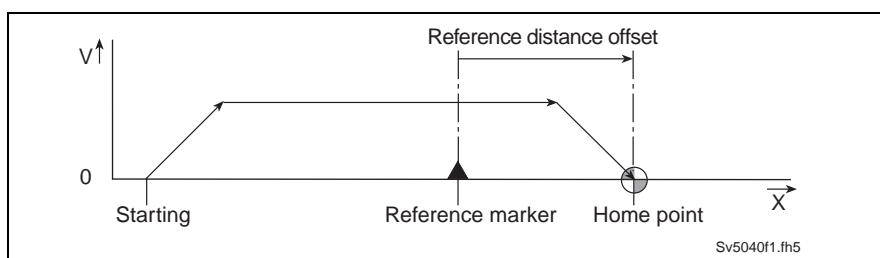 Reference distance offset
V
0
X
Starting
Reference marker
Home point
Sv5040f1.fh5